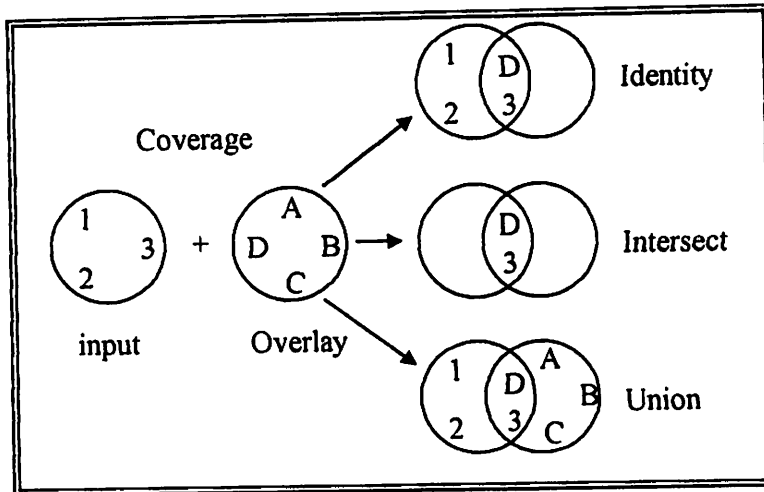 1 D
2 3
Identity
Coverage
1
2
3
+
A
D B
C
D
3
Intersect
input
Overlay
1 D A
2 3 B
C
Union